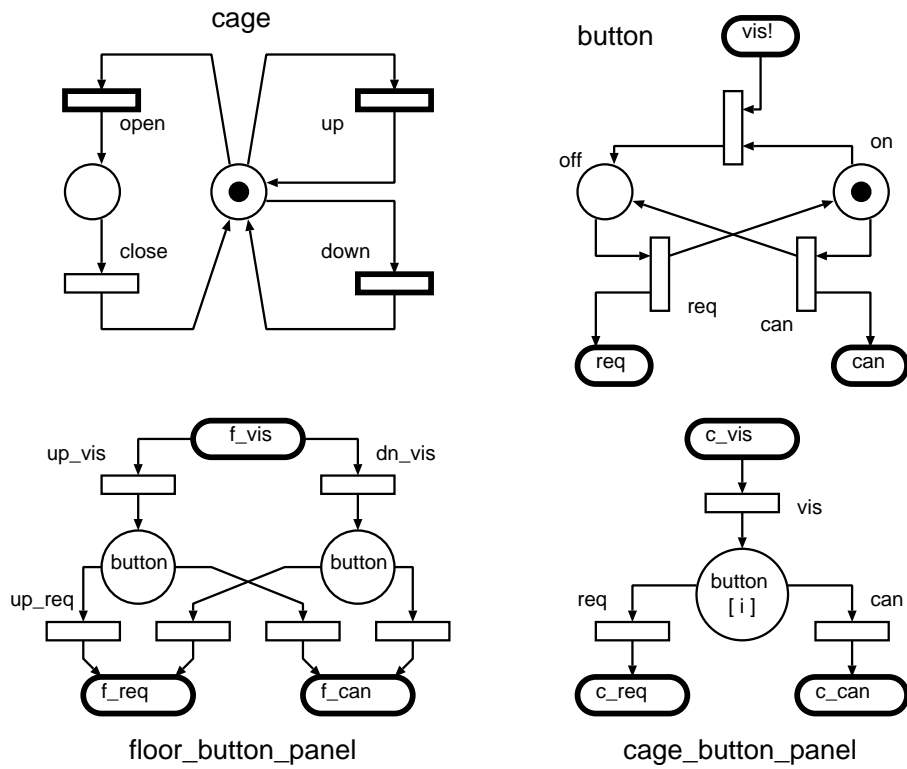 cage
open
up
close
down
button
vis!
off
on
req
can
req
can
f_vis
up_vis
dn_vis
button
button
up_req
f_req
f_can
floor_button_panel
c_vis
vis
button
[ i ]
req
can
c_req
c_can
cage_button_panel